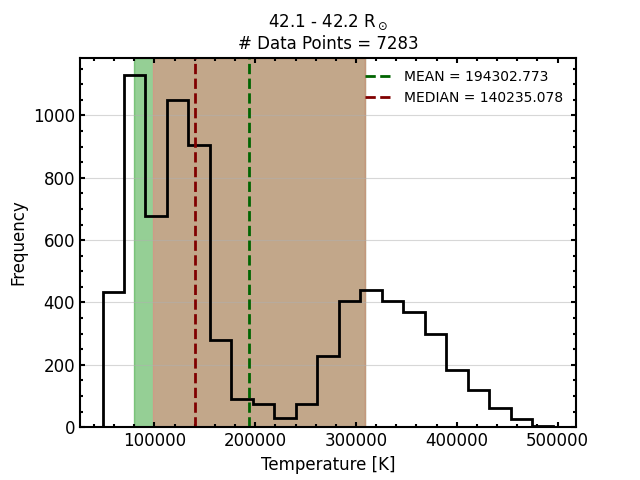 42.1 - 42.2 R⊙
# Data Points = 7283
MEAN = 194302.773
MEDIAN = 140235.078
Frequency
1000
800
600
400
200
0
100000 200000 300000 400000 500000
Temperature [K]